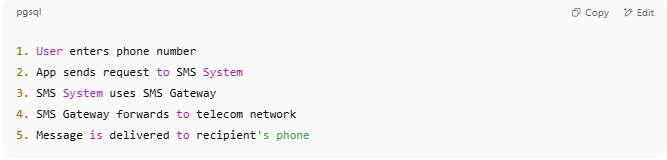 pgsql
Copy
Edit
1. User enters phone number
2. App sends request to SMS System
3. SMS System uses SMS Gateway
4. SMS Gateway forwards to telecom network
5. Message is delivered to recipient's phone